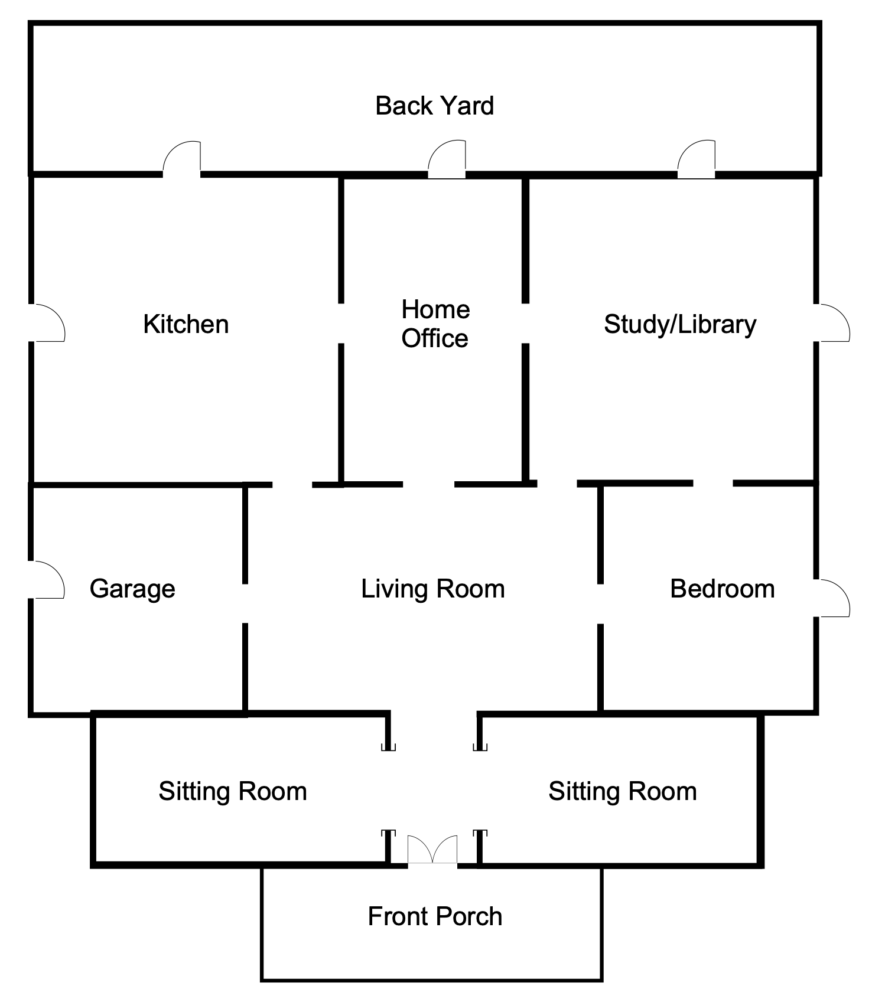 Back Yard
Kitchen
Home
Office
Study/Library
Garage
Living Room
Bedroom
Sitting Room
Sitting Room
Front Porch